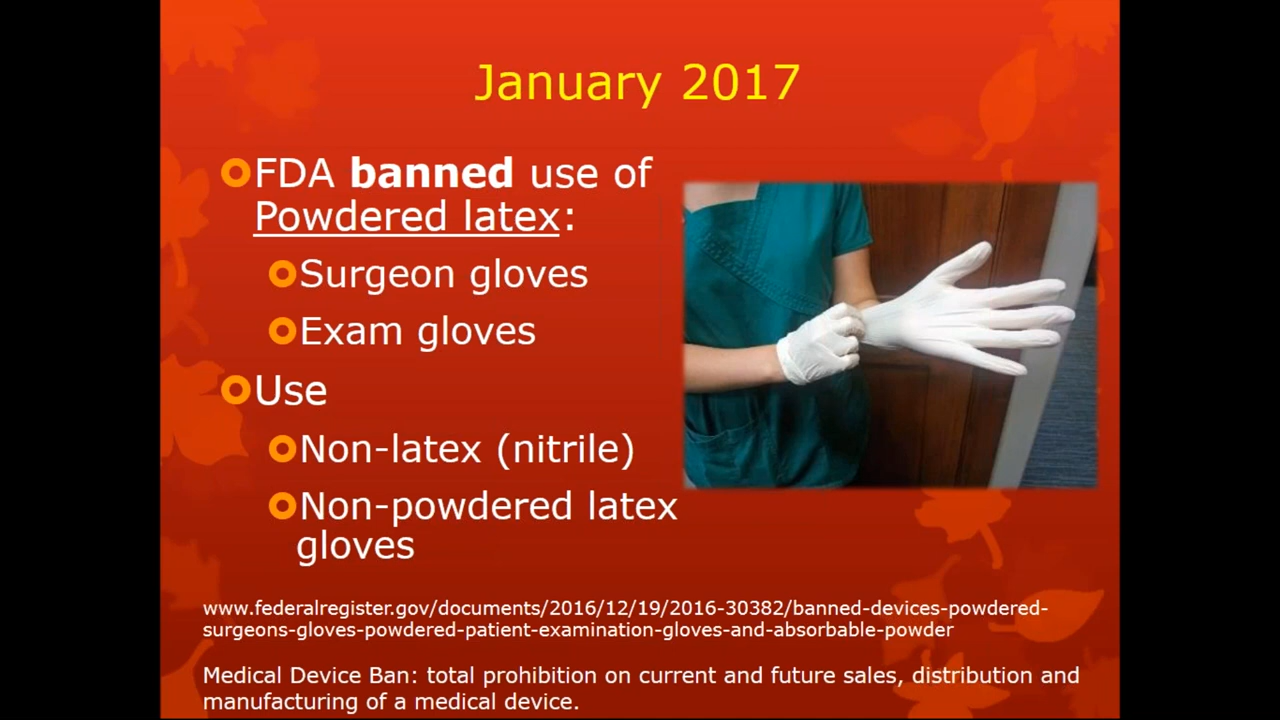 January 2017
FDA banned use of
Powdered latex:
Surgeon gloves
Exam gloves
Use
Non-latex (nitrile)
Non-powdered latex
gloves
www.federalregister.gov/documents/2016/12/19/2016-30382/banned-devices-powdered-
surgeons-gloves-powdered-patient-examination-gloves-and-absorbable-powder
Medical Device Ban: total prohibition on current and future sales, distribution and
manufacturing of a medical device.